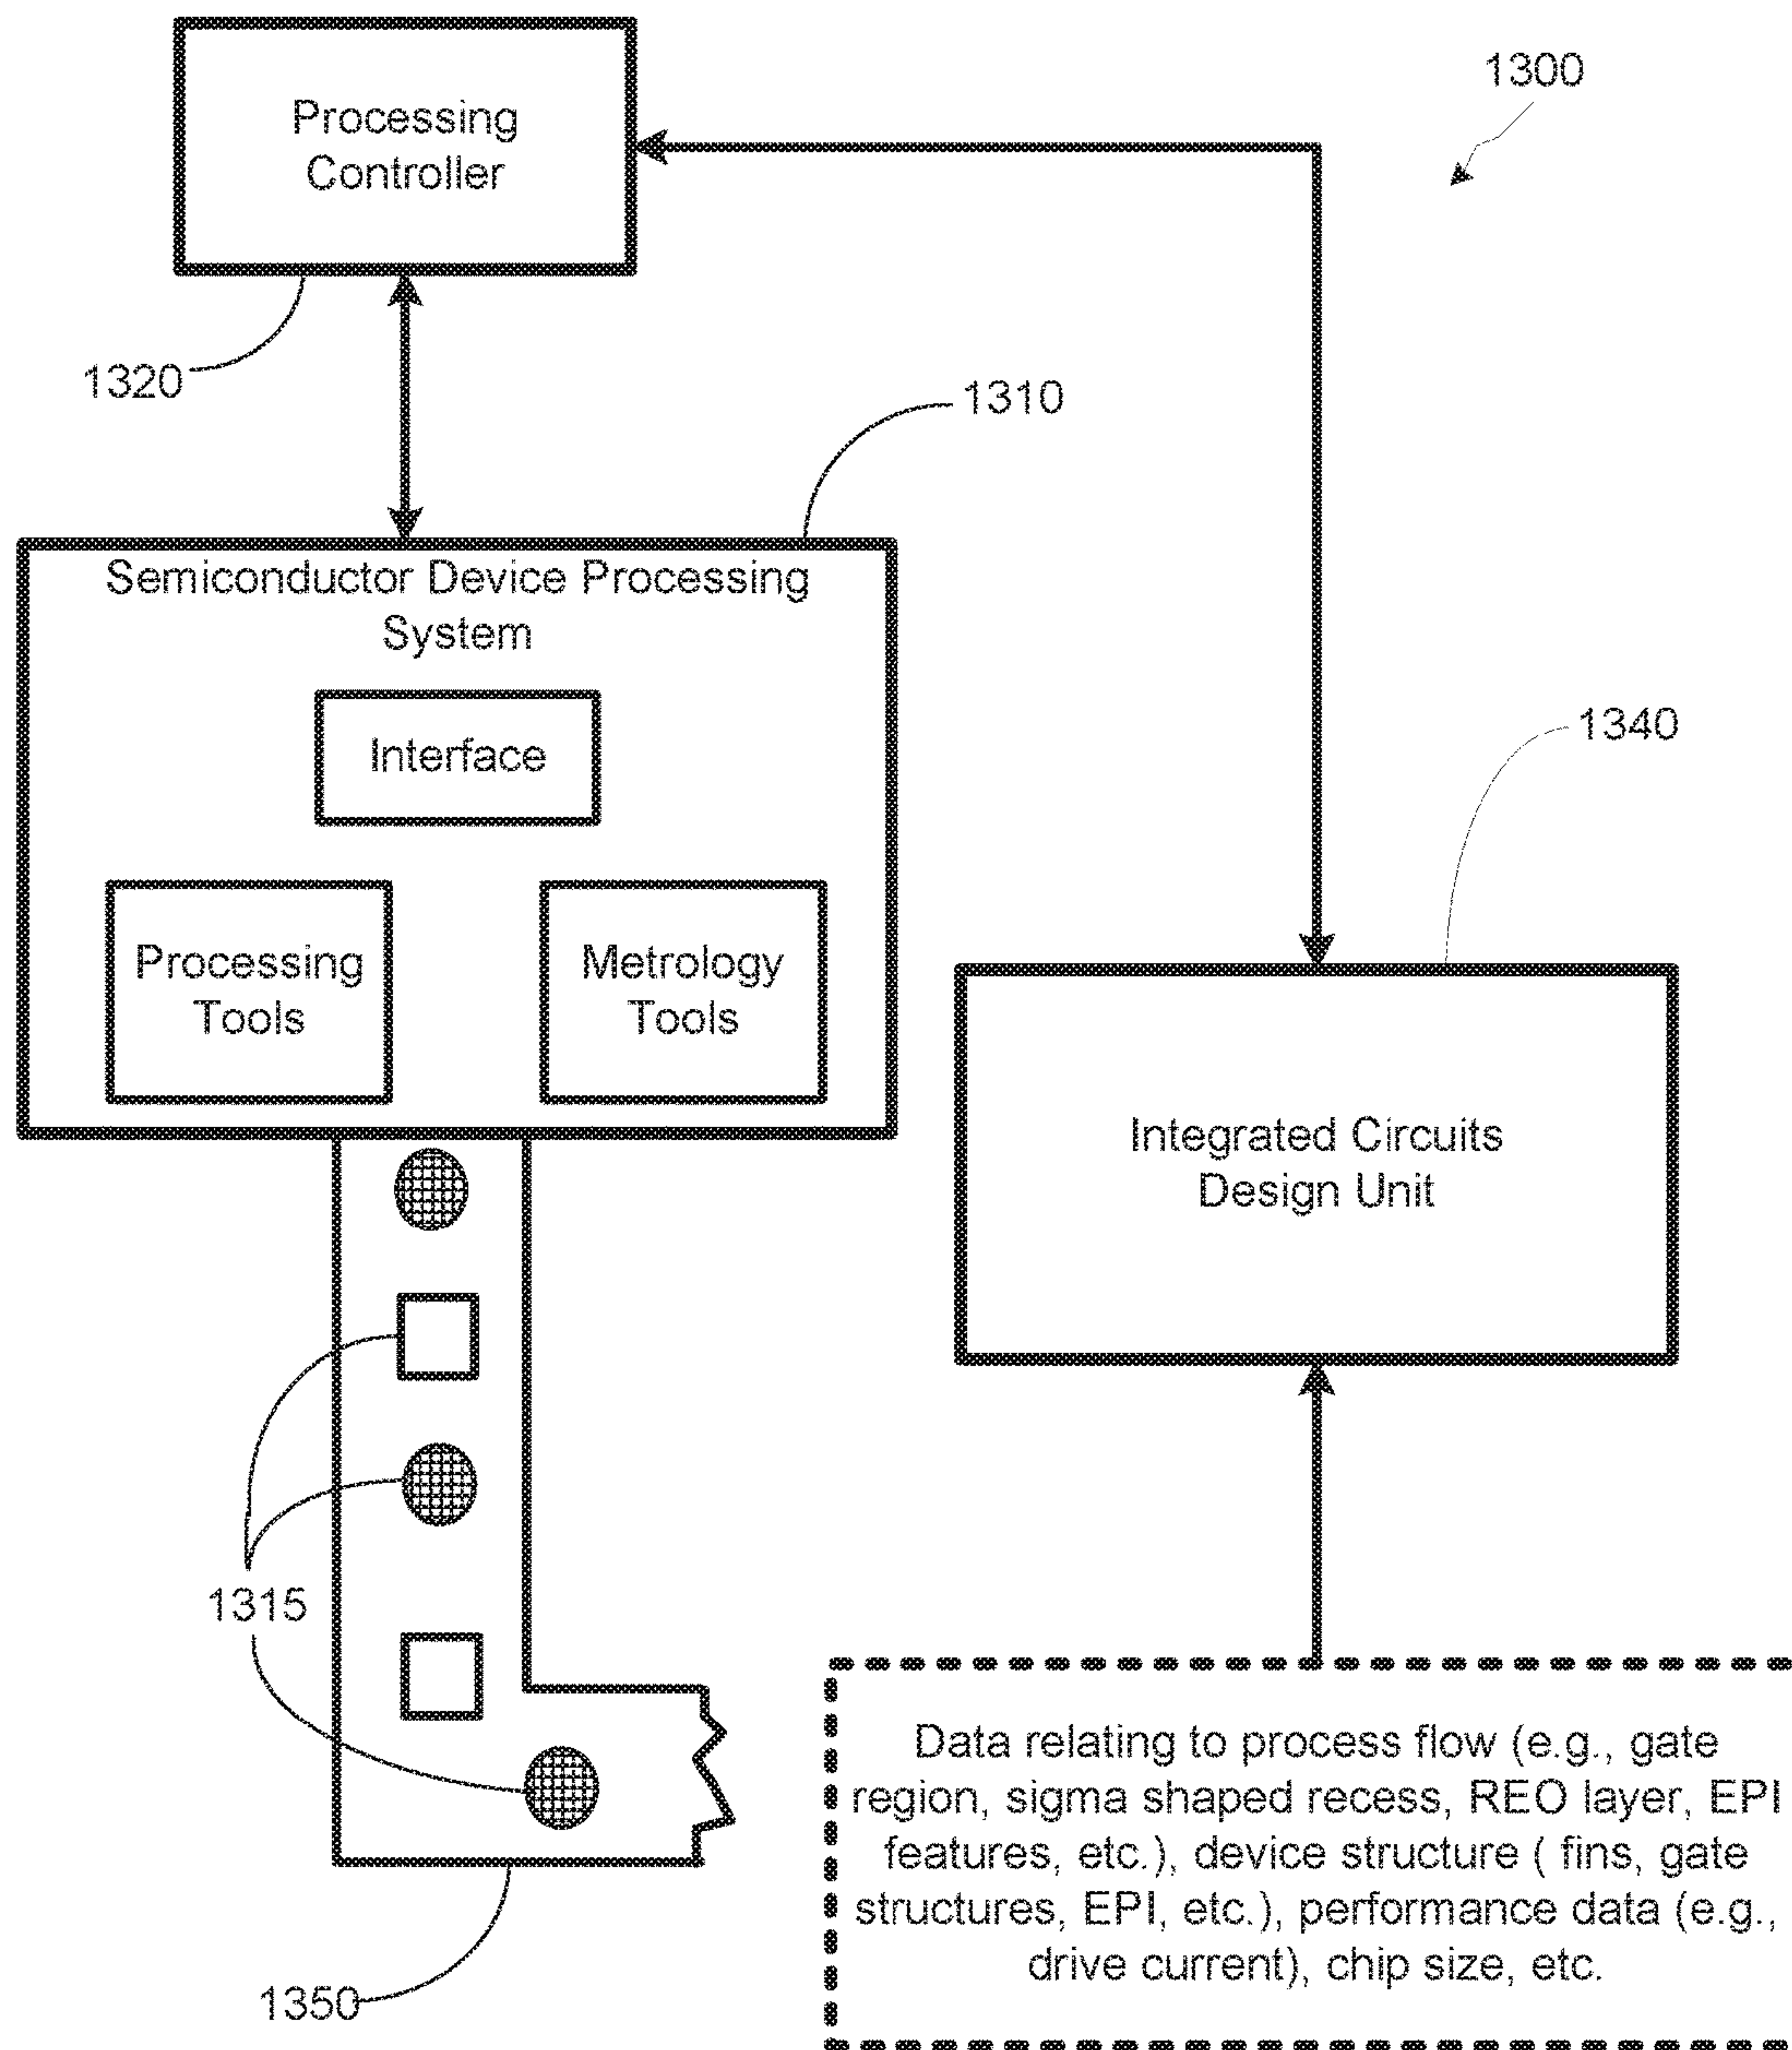 Processing
Controller
1300
1320
1310
Semiconductor Device Processing
System
Interface
1340
Processing
Tools
Metrology
Tools
Integrated Circuits
Design Unit
1315
Data relating to process flow (e.g., gate
region, sigma shaped recess, REO layer, EPI
features, etc.), device structure ( fins, gate
structures, EPI, etc.), performance data (e.g.,
drive current), chip size, etc.
1350